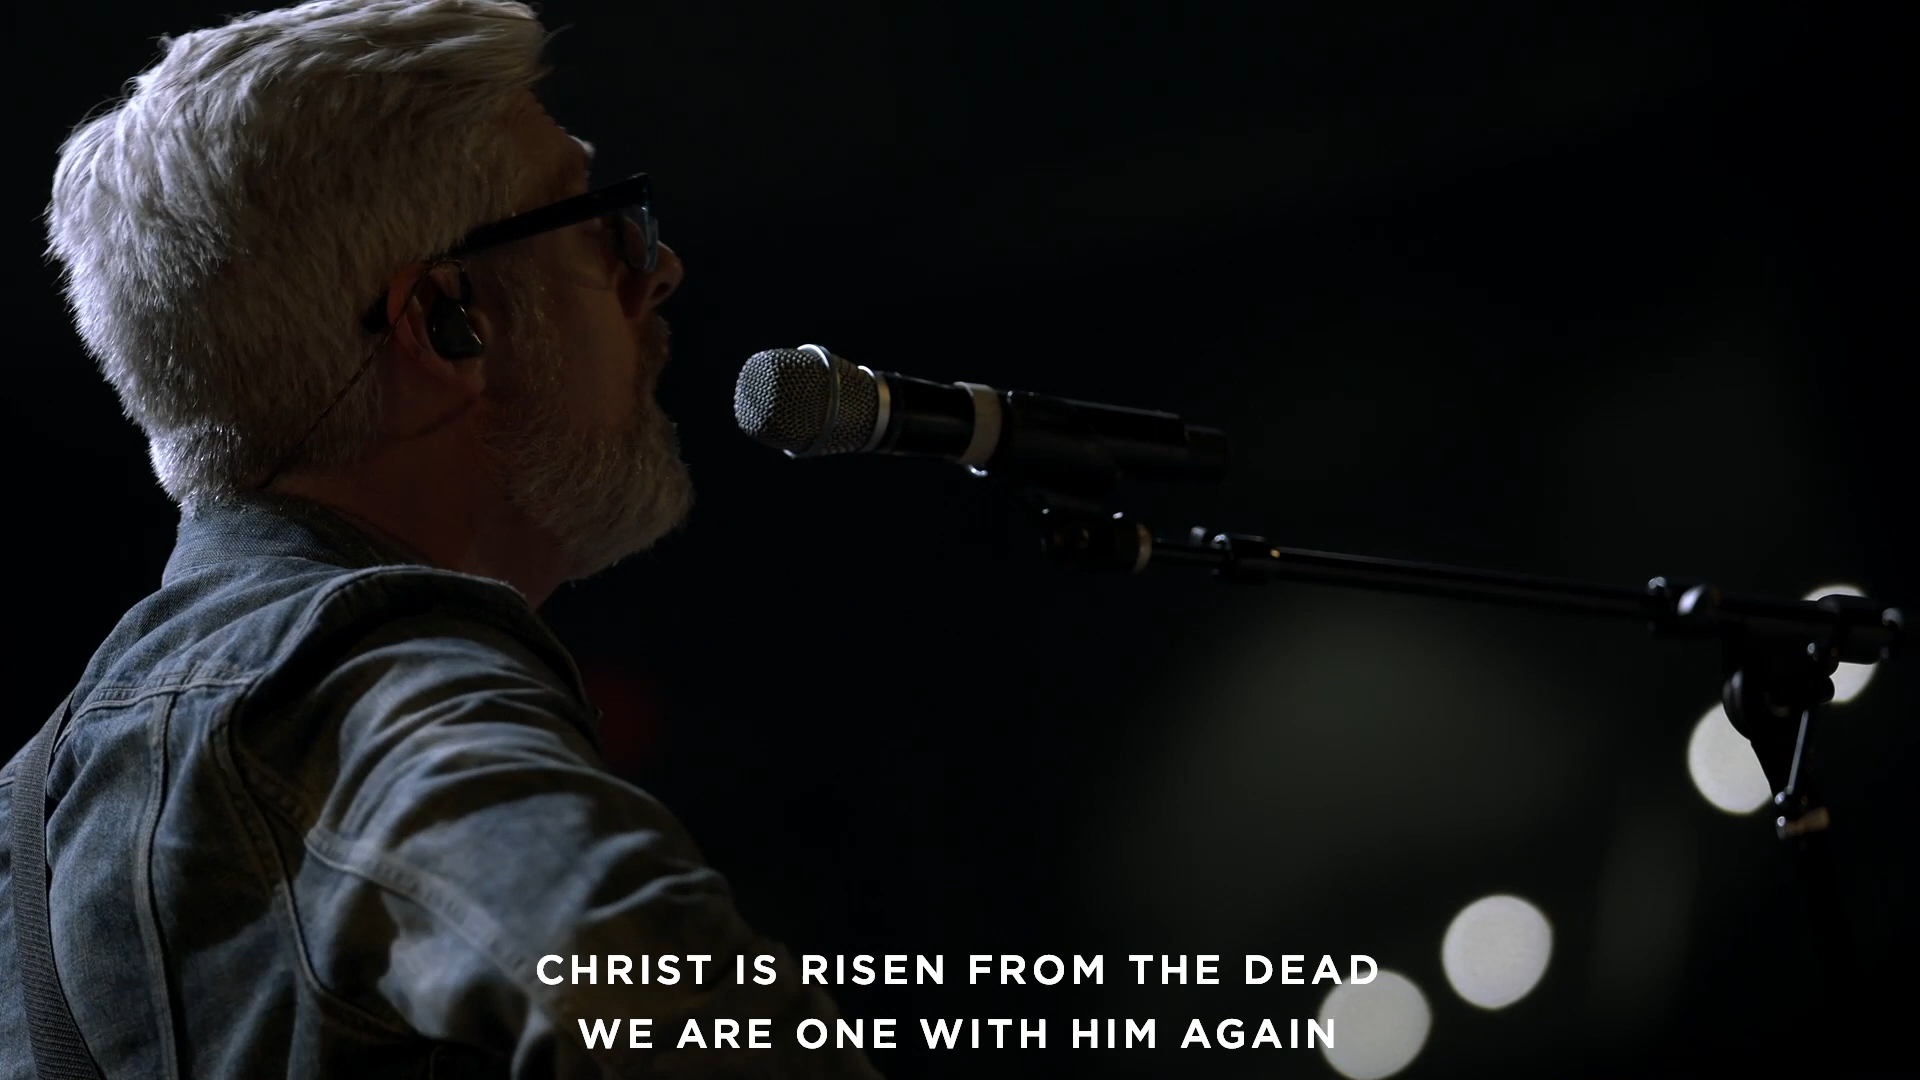 CHRIST IS RISEN FROM THE DEAD
WE ARE ONE WITH HIM AGAIN